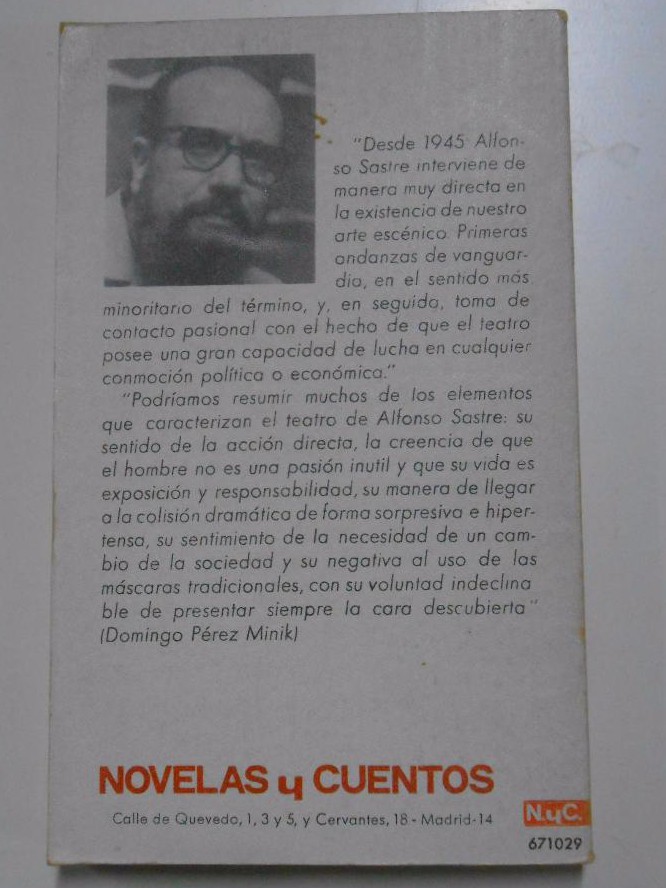 "Desde 1945 Alfon-
so Sastre interviene de
manera muy directa en
la existencia de nuestro
arte escénico. Primeras
andanzas de vanguar-
dia, en el sentido más
minoritario del término, y, en seguida, toma de
contacto pasional con el hecho de que el teatro
posee una gran capacidad de lucha en cualquier
conmoción política o económica."
"Podríamos resumir muchos de los elementos
que caracterizan el teatro de Alfonso Sastre: su
sentido de la acción directa, la creencia de que
el hombre no es una pasión inutil y que su vida es
exposición y responsabilidad, su manera de llegar
a la colisión dramática de forma sorpresiva e hiper-
tensa, su sentimiento de la necesidad de un cam-
bio de la sociedad y su negativa al uso de las
máscaras tradicionales, con su voluntad indeclina
ble de presentar siempre la cara descubierta"
(Domingo Pérez Minik)
NOVELAS y CUENTOS
Calle de Quevedo, 1, 3 y 5, y Cervantes, 18 - Madrid-14
N.yC.
671029